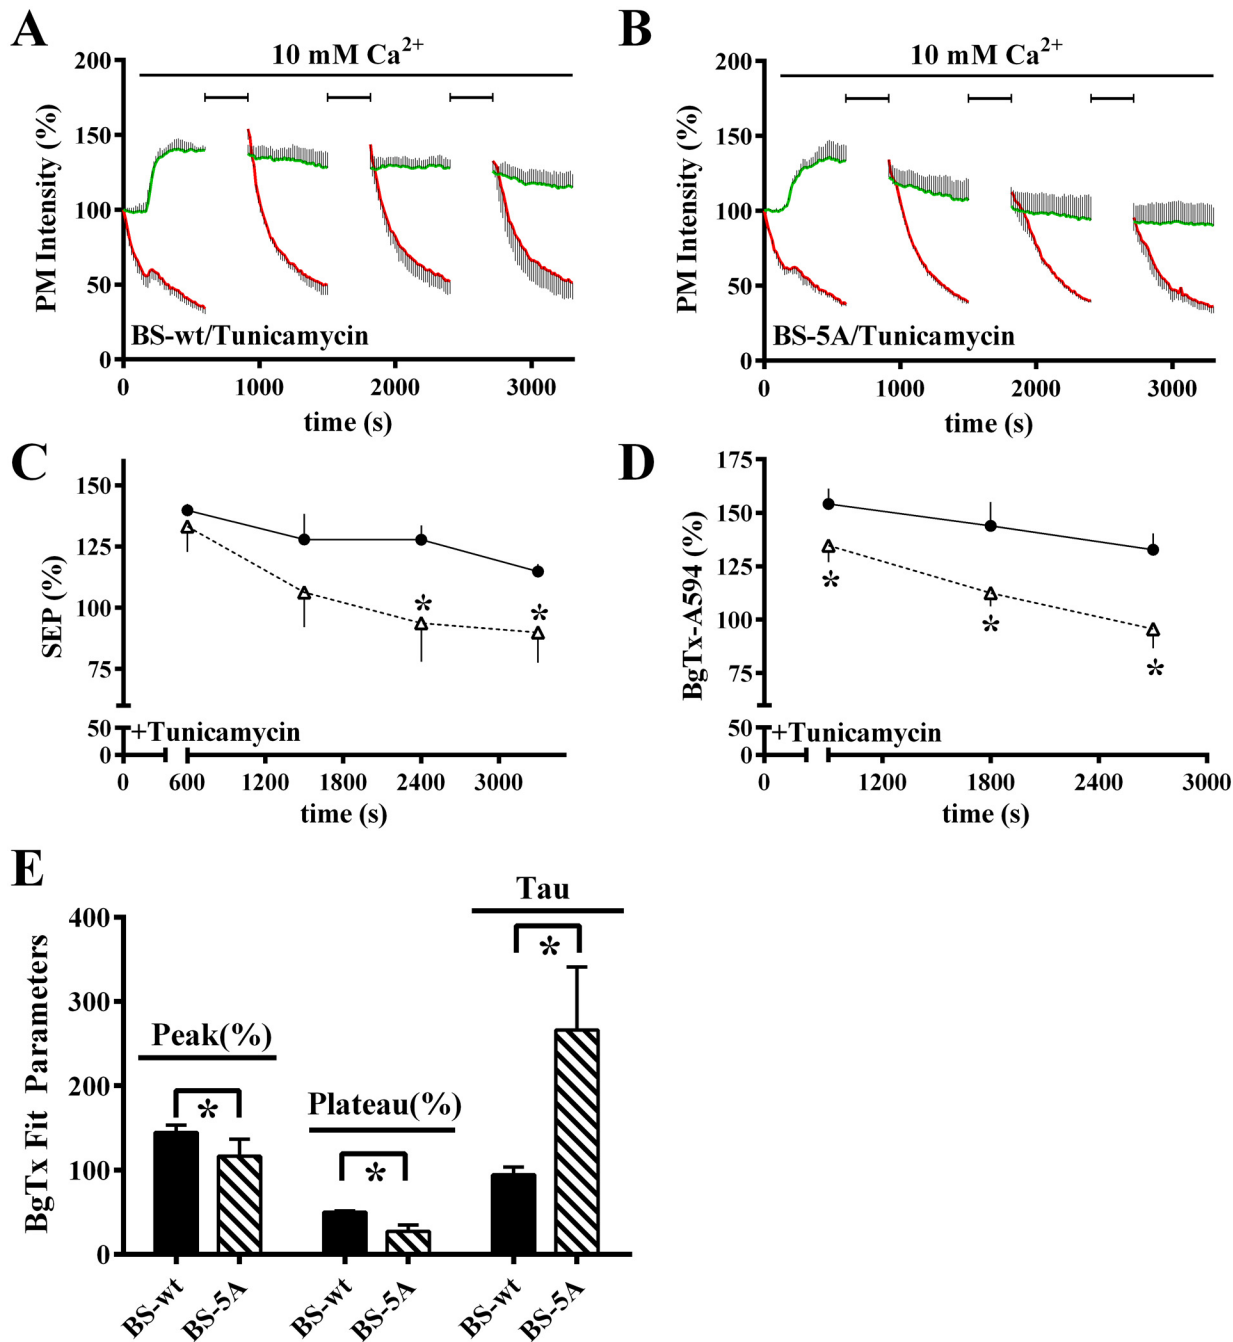 A
10 mM Ca2+
PM Intensity (%)
200
150
100
50
0
BS-wt/Tunicamycin
0 1000 2000 3000
time (s)
B
10 mM Ca2+
PM Intensity (%)
200
150
100
50
0
BS-5A/Tunicamycin
0 1000 2000 3000
time (s)
C
SEP (%)
150
125
100
75
50
0
+Tunicamycin
* *
0 600 1200 1800 2400 3000
time (s)
D
BgTx-A594 (%)
175
150
125
100
75
50
0
+Tunicamycin
* * *
0 1200 1800 2400 3000
time (s)
E
BgTx Fit Parameters
400
300
200
100
0
Peak(%)
*
Plateau(%)
*
Tau
*
BS-wt BS-5A BS-wt BS-5A BS-wt BS-5A